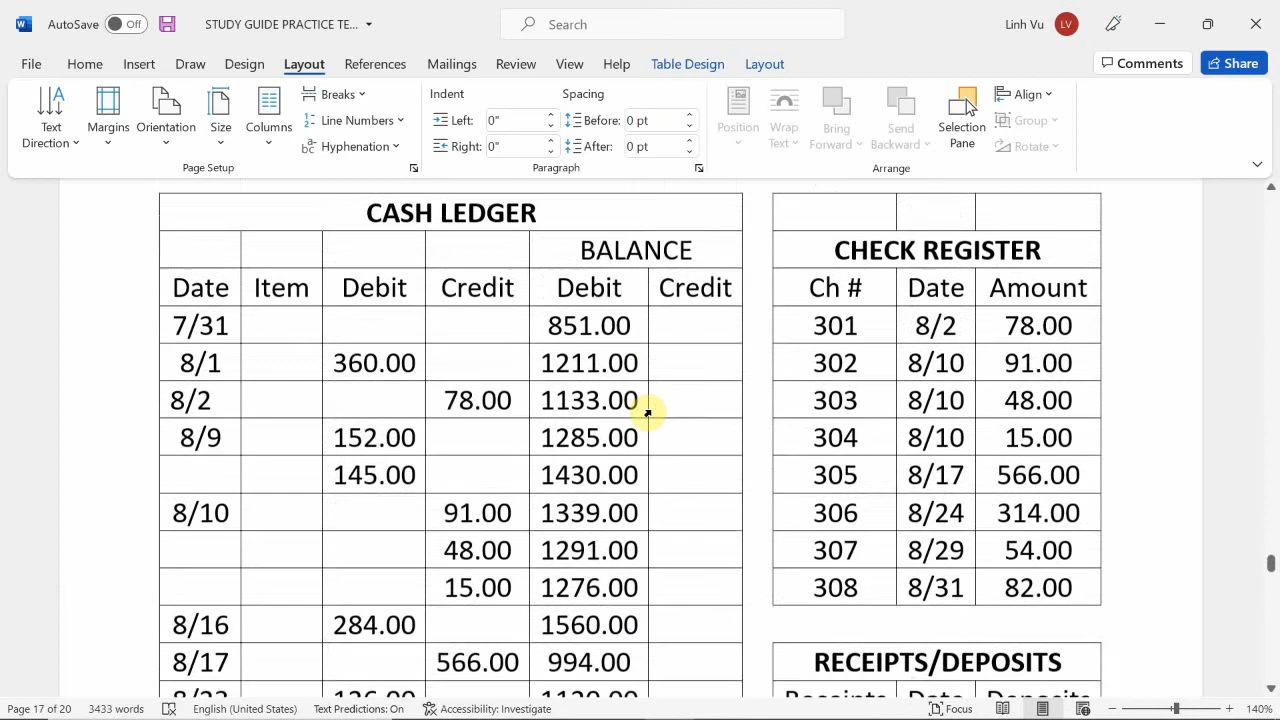 AutoSave Off STUDY GUIDE PRACTICE TE... Search Linh Vu LV
File Home Insert Draw Design Layout References Mailings Review View Help Table Design Layout Comments Share
Text Direction Margins Orientation Size Columns Breaks Line Numbers Hyphenation
Page Setup
Indent Spacing
Left: 0" Before: 0 pt
Right: 0" After: 0 pt
Paragraph
Position Wrap Text Bring Forward Send Backward Selection Pane Align Group Rotate
Arrange
CASH LEDGER
BALANCE
Date Item Debit Credit Debit Credit
7/31 851.00
8/1 360.00 1211.00
8/2 78.00 1133.00
8/9 152.00 1285.00
145.00 1430.00
8/10 91.00 1339.00
48.00 1291.00
15.00 1276.00
8/16 284.00 1560.00
8/17 566.00 994.00
CHECK REGISTER
Ch # Date Amount
301 8/2 78.00
302 8/10 91.00
303 8/10 48.00
304 8/10 15.00
305 8/17 566.00
306 8/24 314.00
307 8/29 54.00
308 8/31 82.00
RECEIPTS/DEPOSITS
Receipts Date Deposits
Page 17 of 20 3433 words English (United States) Text Predictions: On Accessibility: Investigate Focus 140%